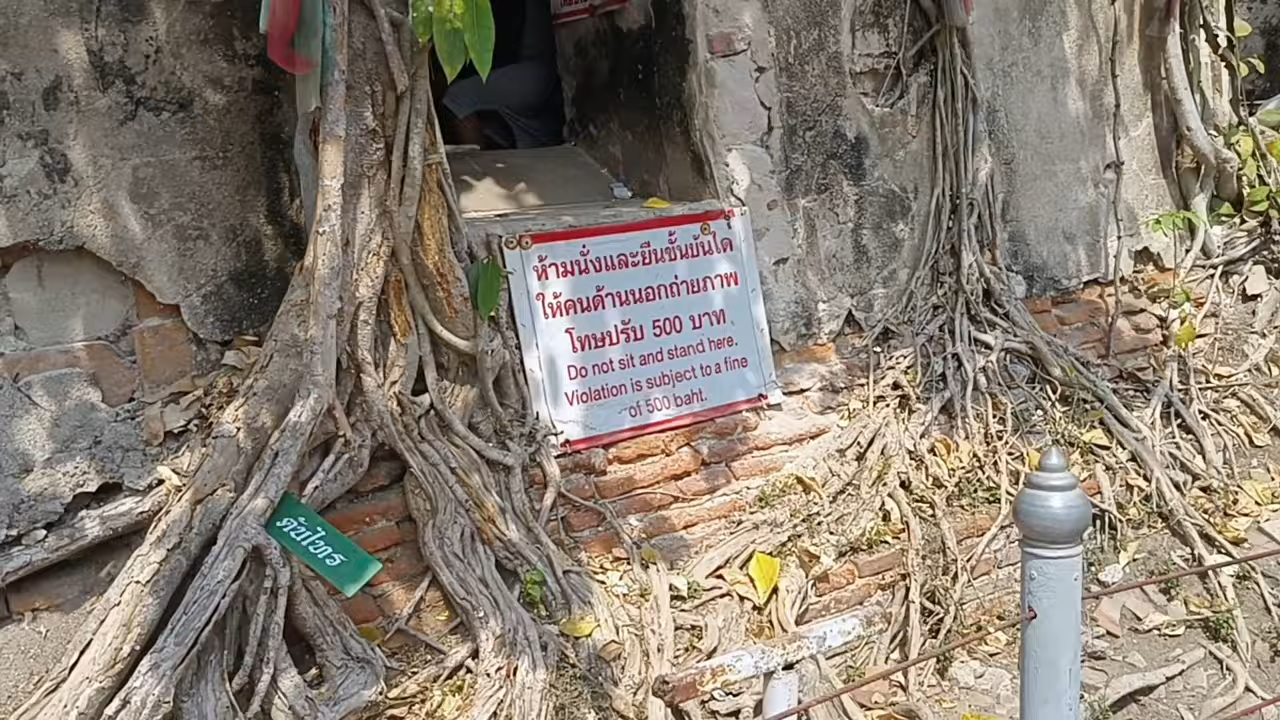 ห้ามนั่งและยืนขั้นบันได
ให้คนด้านนอกถ่ายภาพ
โทษปรับ 500 บาท
Do not sit and stand here.
Violation is subject to a fine
of 500 baht.
ต้นไทร